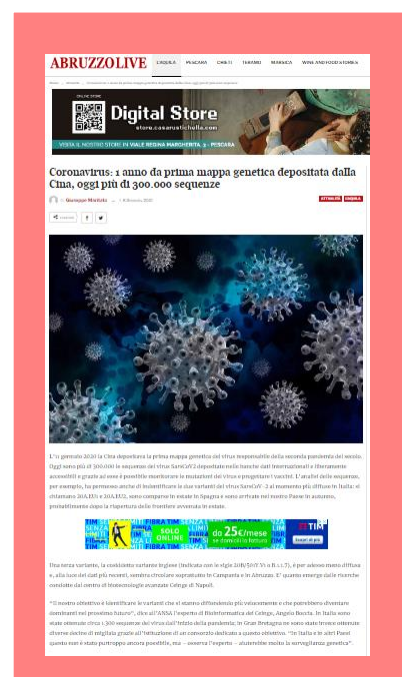 ABRUZZOLIVE L'AQUILA PESCARA CHIETI TERAMO MARSICA WINE AND FOOD STORIES
ONLINE STORE
Digital Store
store.casarustichella.com
VISITA IL NOSTRO STORE IN VIALE REGINA MARGHERITA, 3 - PESCARA
Coronavirus: 1 anno da prima mappa genetica depositata dalla
Cina, oggi più di 300.000 sequenze
Giuseppe
L'11 gennaio 2020 la Cina depositava la prima mappa genetica del virus responsabile della seconda pandemia del secolo.
Oggi sono più di 300.000 le sequenze del virus SarsCoV2 depositate nelle banche dati internazionali e liberamente
accessibili e grazie ad esse è possibile monitorare le mutazioni del virus e progettare i vaccini. L'analisi delle sequenze,
per esempio, ha permesso anche di identificare le due varianti del virus SarsCoV-2 al momento più diffuse in Italia: si
chiamano 20A.EU1 e 20A.EU2, sono comparse in estate in Spagna e sono arrivate nel nostro Paese in autunno,
probabilmente dopo la riapertura delle frontiere avvenuta in estate.
FIBRA TIM SOLO ONLINE da 25€/mese se domicili la fattura TIM
Una terza variante, la cosiddetta variante inglese (indicata con le sigle 20B/501Y.V1 o B.1.1.7), è per adesso molto diffusa
e, alla luce dei dati più recenti, sembra circolare soprattutto in Campania e in Abruzzo. E' quanto emerge dalle ricerche
condotte dal centro di biotecnologie avanzate Ceinge di Napoli.
"Il nostro obiettivo è identificare le varianti che si stanno diffondendo più velocemente e che potrebbero diventare
dominanti nel prossimo futuro", dice all'ANSA l'esperto di Bioinformatica del Ceinge, Angelo Boccia. In Italia sono
state ottenute circa 1.300 sequenze del virus dall'inizio della pandemia, in Gran Bretagna ne sono state invece ottenute
diverse decine di migliaia grazie all'istituzione di un consorzio dedicato a questo obiettivo. "In Italia e in altri Paesi
questo non è stato purtroppo ancora possibile, ma – osserva l'esperto – aiuterebbe molto la sorveglianza genetica".